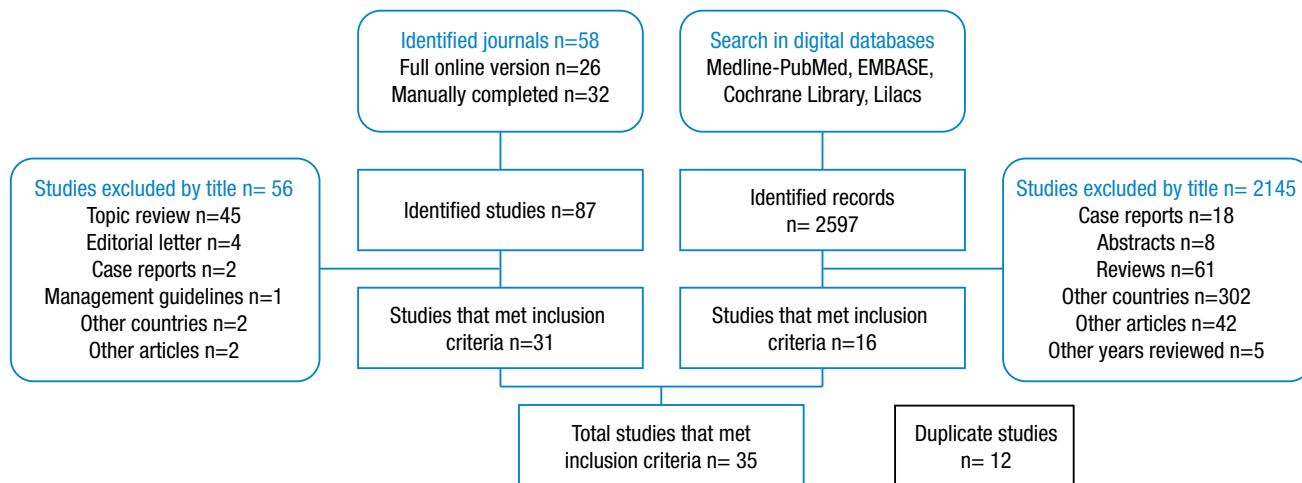 Identified journals n=58
Full online version n=26
Manually completed n=32
Search in digital databases
Medline-PubMed, EMBASE,
Cochrane Library, Lilacs
Studies excluded by title n= 56
Topic review n=45
Editorial letter n=4
Case reports n=2
Management guidelines n=1
Other countries n=2
Other articles n=2
Identified studies n=87
Identified records
n= 2597
Studies excluded by title n= 2145
Case reports n=18
Abstracts n=8
Reviews n=61
Other countries n=302
Other articles n=42
Other years reviewed n=5
Studies that met inclusion
criteria n=31
Studies that met inclusion
criteria n=16
Total studies that met
inclusion criteria n= 35
Duplicate studies
n= 12